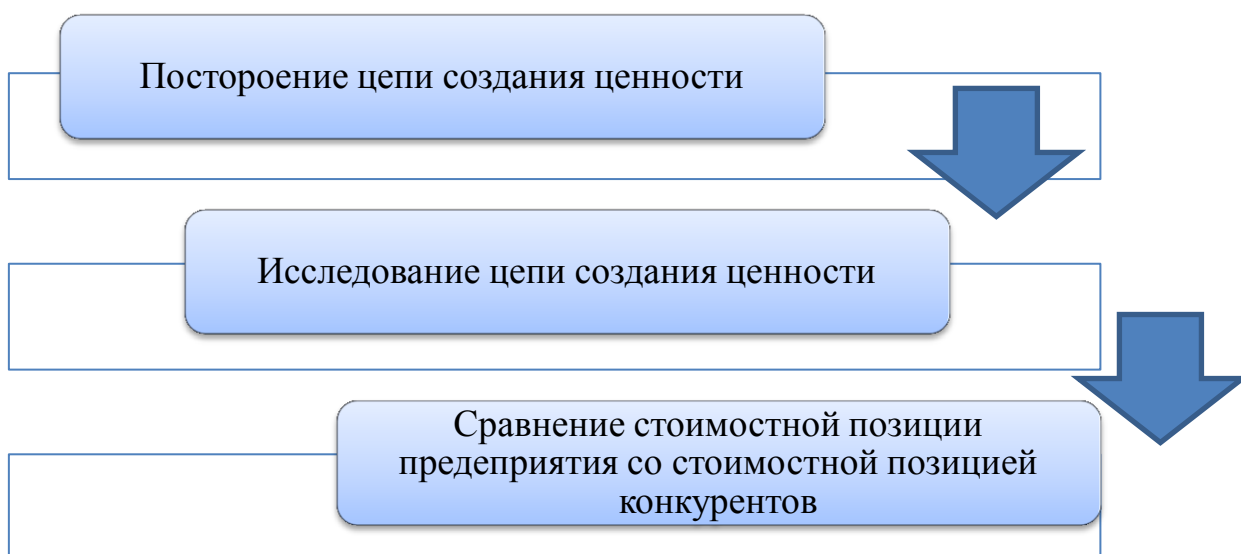 Постороение цепи создания ценности
Исследование цепи создания ценности
Сравнение стоимостной позиции
предеприятия со стоимостной позицией
конкурентов